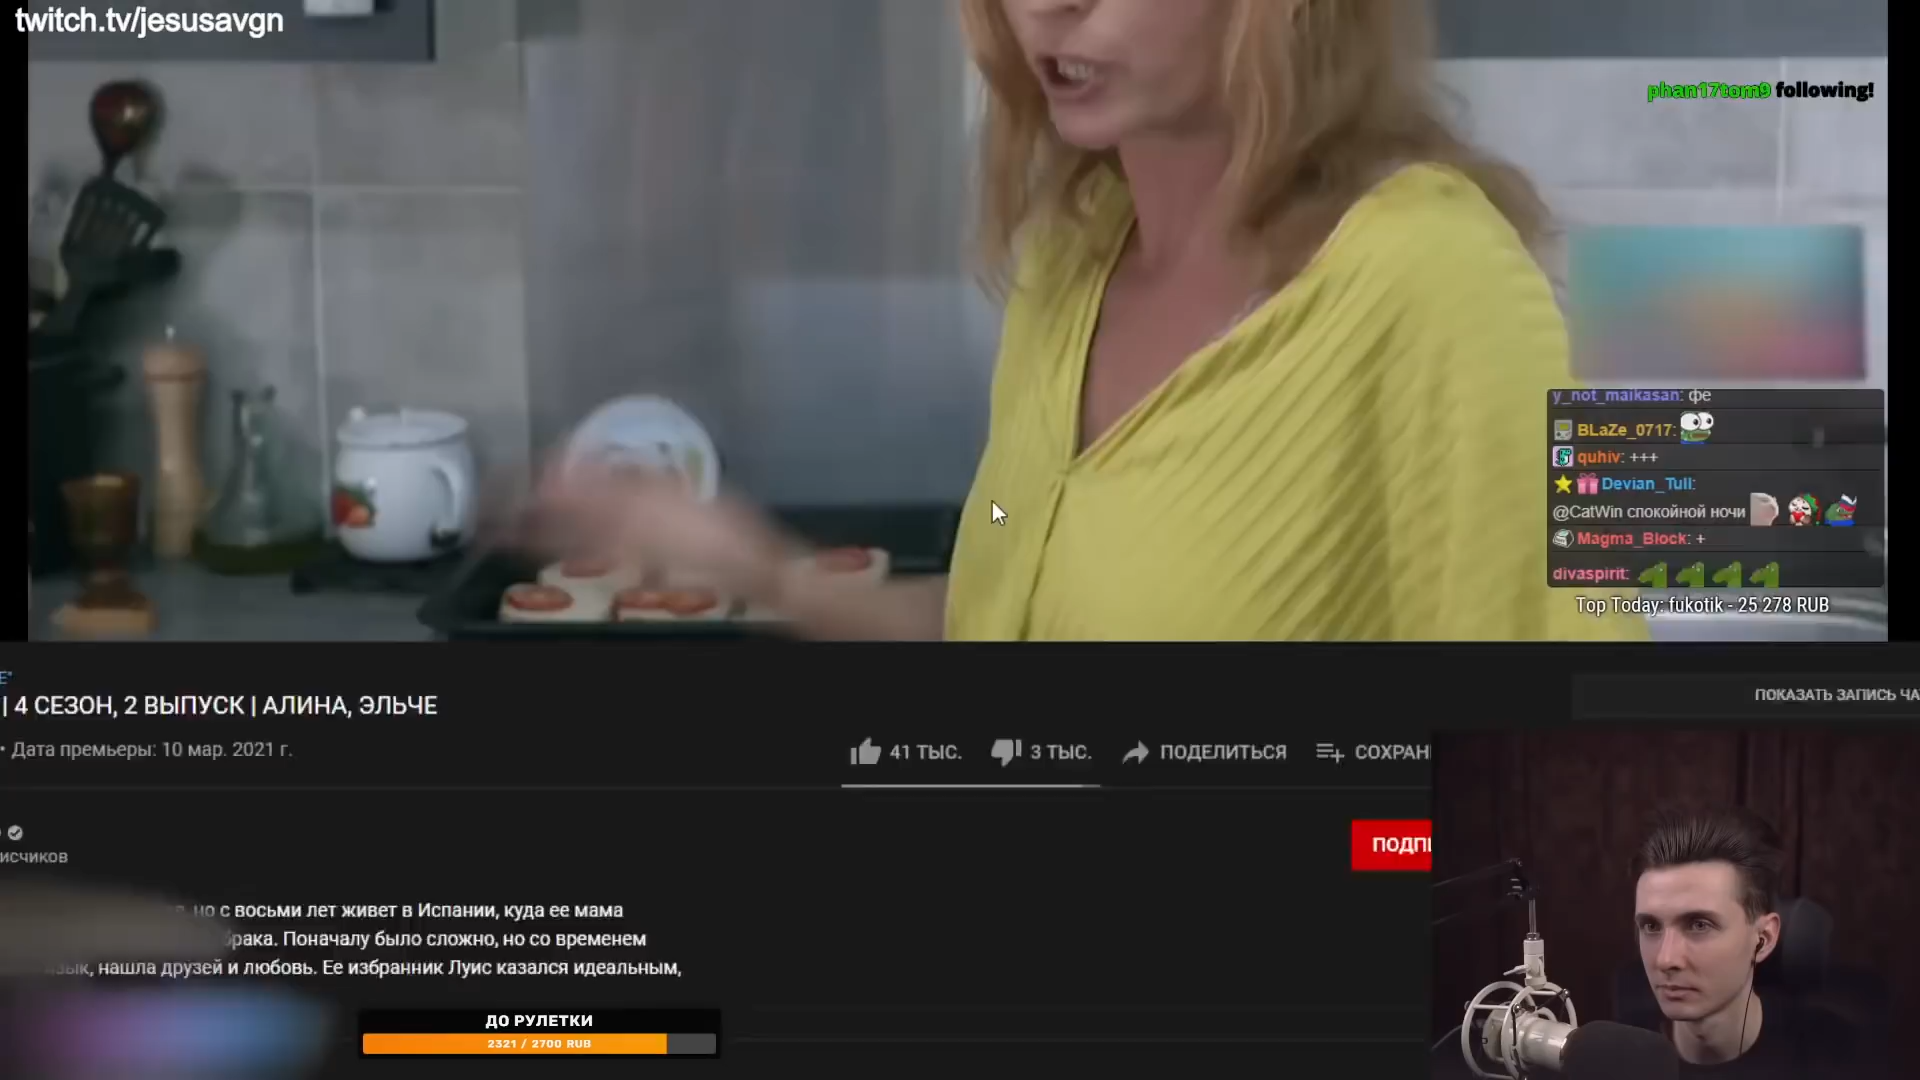 twitch.tv/jesusavgn
phan17tom9 following!
y_not_maikasan: фе
BLaZe_0717:
quhiv: +++
Devian_Tull:
@CatWin спокойной ночи
Magma_Block: +
divaspirit:
Top Today: fukotik - 25 278 RUB
Е"
| 4 СЕЗОН, 2 ВЫПУСК | АЛИНА, ЭЛЬЧЕ
ПОКАЗАТЬ ЗАПИСЬ ЧА
• Дата премьеры: 10 мар. 2021 г.
41 ТЫС. 3 ТЫС. ПОДЕЛИТЬСЯ СОХРАН
исчиков
ПОДПИ
но с восьми лет живет в Испании, куда ее мама
брака. Поначалу было сложно, но со временем
язык, нашла друзей и любовь. Ее избранник Луис казался идеальным,
ДО РУЛЕТКИ
2321 / 2700 RUB